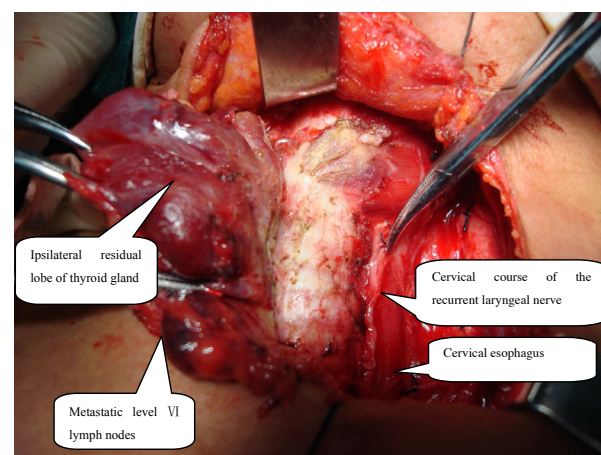 Ipsilateral residual
lobe of thyroid gland
Cervical course of the
recurrent laryngeal nerve
Cervical esophagus
Metastatic level Ⅵ
lymph nodes